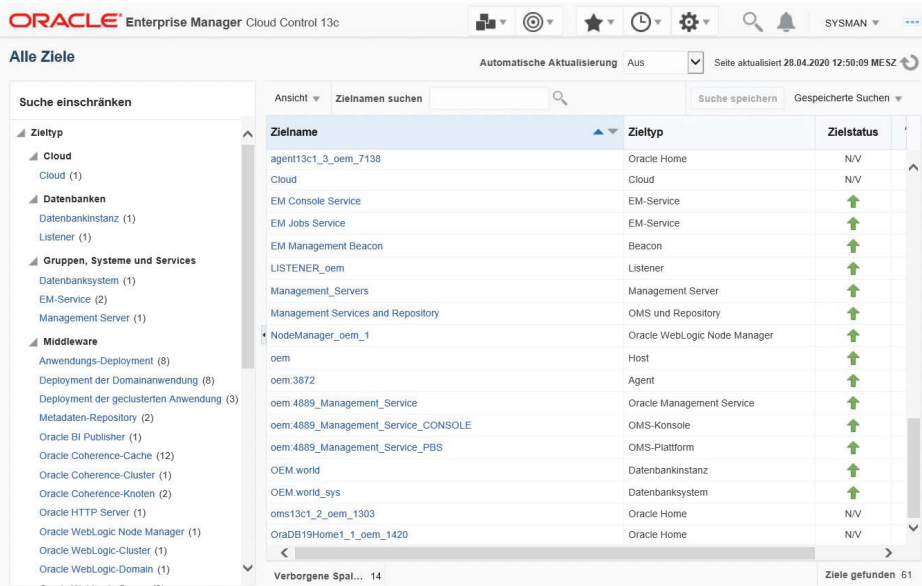 ORACLE Enterprise Manager Cloud Control 13c
SYSMAN
Alle Ziele
Automatische Aktualisierung Aus
Seite aktualisiert 28.04.2020 12:50:09 MESZ
Suche einschränken
Zieltyp
Cloud
Cloud (1)
Datenbanken
Datenbankinstanz (1)
Listener (1)
Gruppen, Systeme und Services
Datenbanksystem (1)
EM-Service (2)
Management Server (1)
Middleware
Anwendungs-Deployment (8)
Deployment der Domainanwendung (8)
Deployment der geclusterten Anwendung (3)
Metadaten-Repository (2)
Oracle BI Publisher (1)
Oracle Coherence-Cache (12)
Oracle Coherence-Cluster (1)
Oracle Coherence-Knoten (2)
Oracle HTTP Server (1)
Oracle WebLogic Node Manager (1)
Oracle WebLogic-Cluster (1)
Oracle WebLogic-Domain (1)
Ansicht Zielnamen suchen Suche speichern Gespeicherte Suchen
Zielname Zieltyp Zielstatus
agent13c1_3_oem_7138 Oracle Home N/V
Cloud Cloud N/V
EM Console Service EM-Service
EM Jobs Service EM-Service
EM Management Beacon Beacon
LISTENER_oem Listener
Management_Servers Management Server
Management Services and Repository OMS und Repository
NodeManager_oem_1 Oracle WebLogic Node Manager
oem Host
oem:3872 Agent
oem:4889_Management_Service Oracle Management Service
oem:4889_Management_Service_CONSOLE OMS-Konsole
oem:4889_Management_Service_PBS OMS-Plattform
OEM.world Datenbankinstanz
OEM.world_sys Datenbanksystem
oms13c1_2_oem_1303 Oracle Home N/V
OraDB19Home1_1_oem_1420 Oracle Home N/V
Verborgene Spal... 14 Ziele gefunden 61